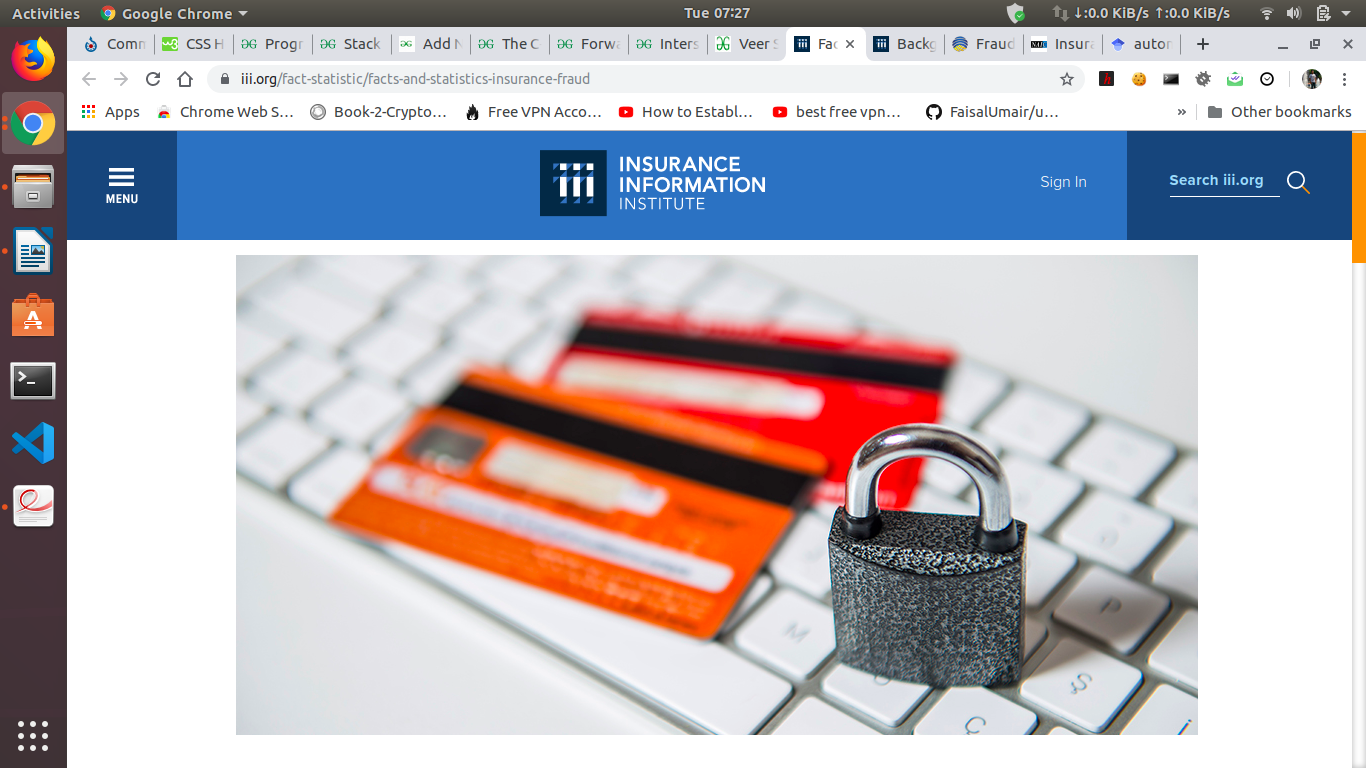 Activities Google Chrome Tue 07:27 ↓:0.0 KiB/s ↑:0.0 KiB/s
Comm CSS H Progr Stack Add N The C Forwa Inters Veer S Fac Backg Fraud Insura autor
iii.org/fact-statistic/facts-and-statistics-insurance-fraud
Apps Chrome Web S... Book-2-Crypto... Free VPN Acco... How to Establ... best free vpn... FaisalUmair/u... » Other bookmarks
MENU
iii
INSURANCE
INFORMATION
INSTITUTE
Sign In
Search iii.org
P
M
Ş
Ç